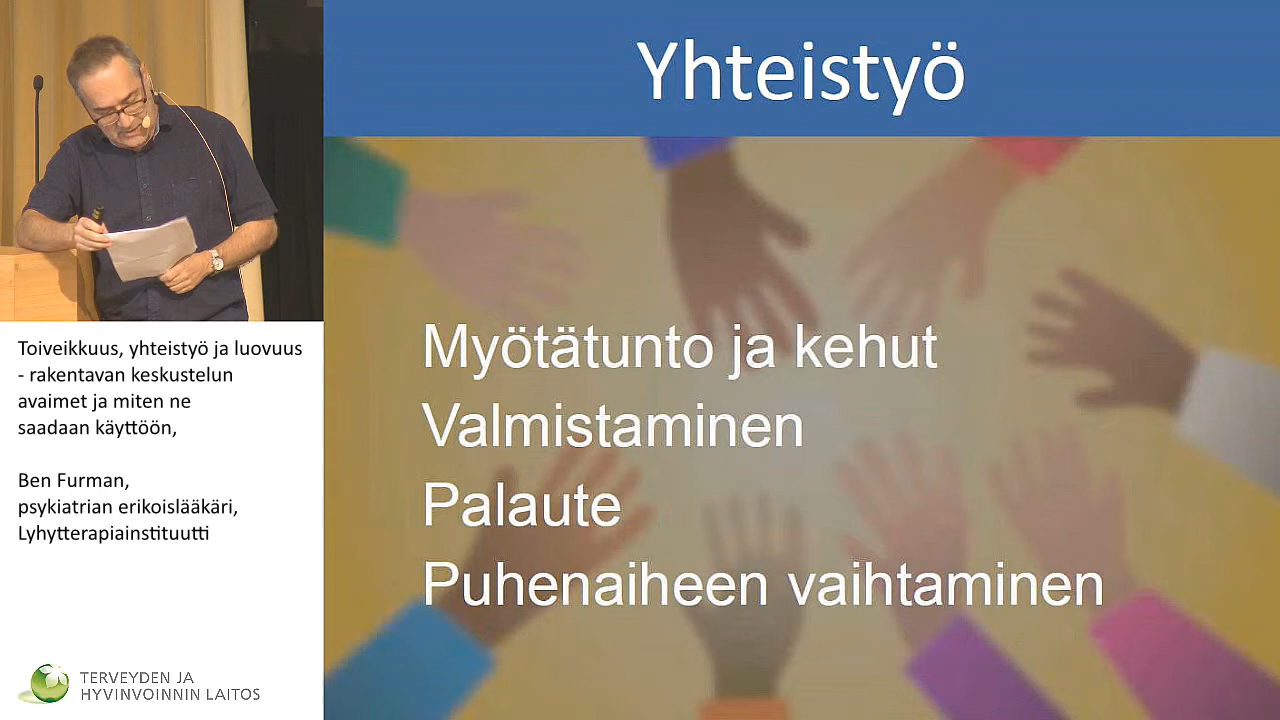 Yhteistyö
Myötätunto ja kehut
Valmistaminen
Palaute
Puhenaiheen vaihtaminen
Toiveikkuus, yhteistyö ja luovuus
- rakentavan keskustelun
avaimet ja miten ne
saadaan käyttöön,
Ben Furman,
psykiatrian erikoislääkäri,
Lyhytterapiainstituutti
TERVEYDEN JA
HYVINVOINNIN LAITOS